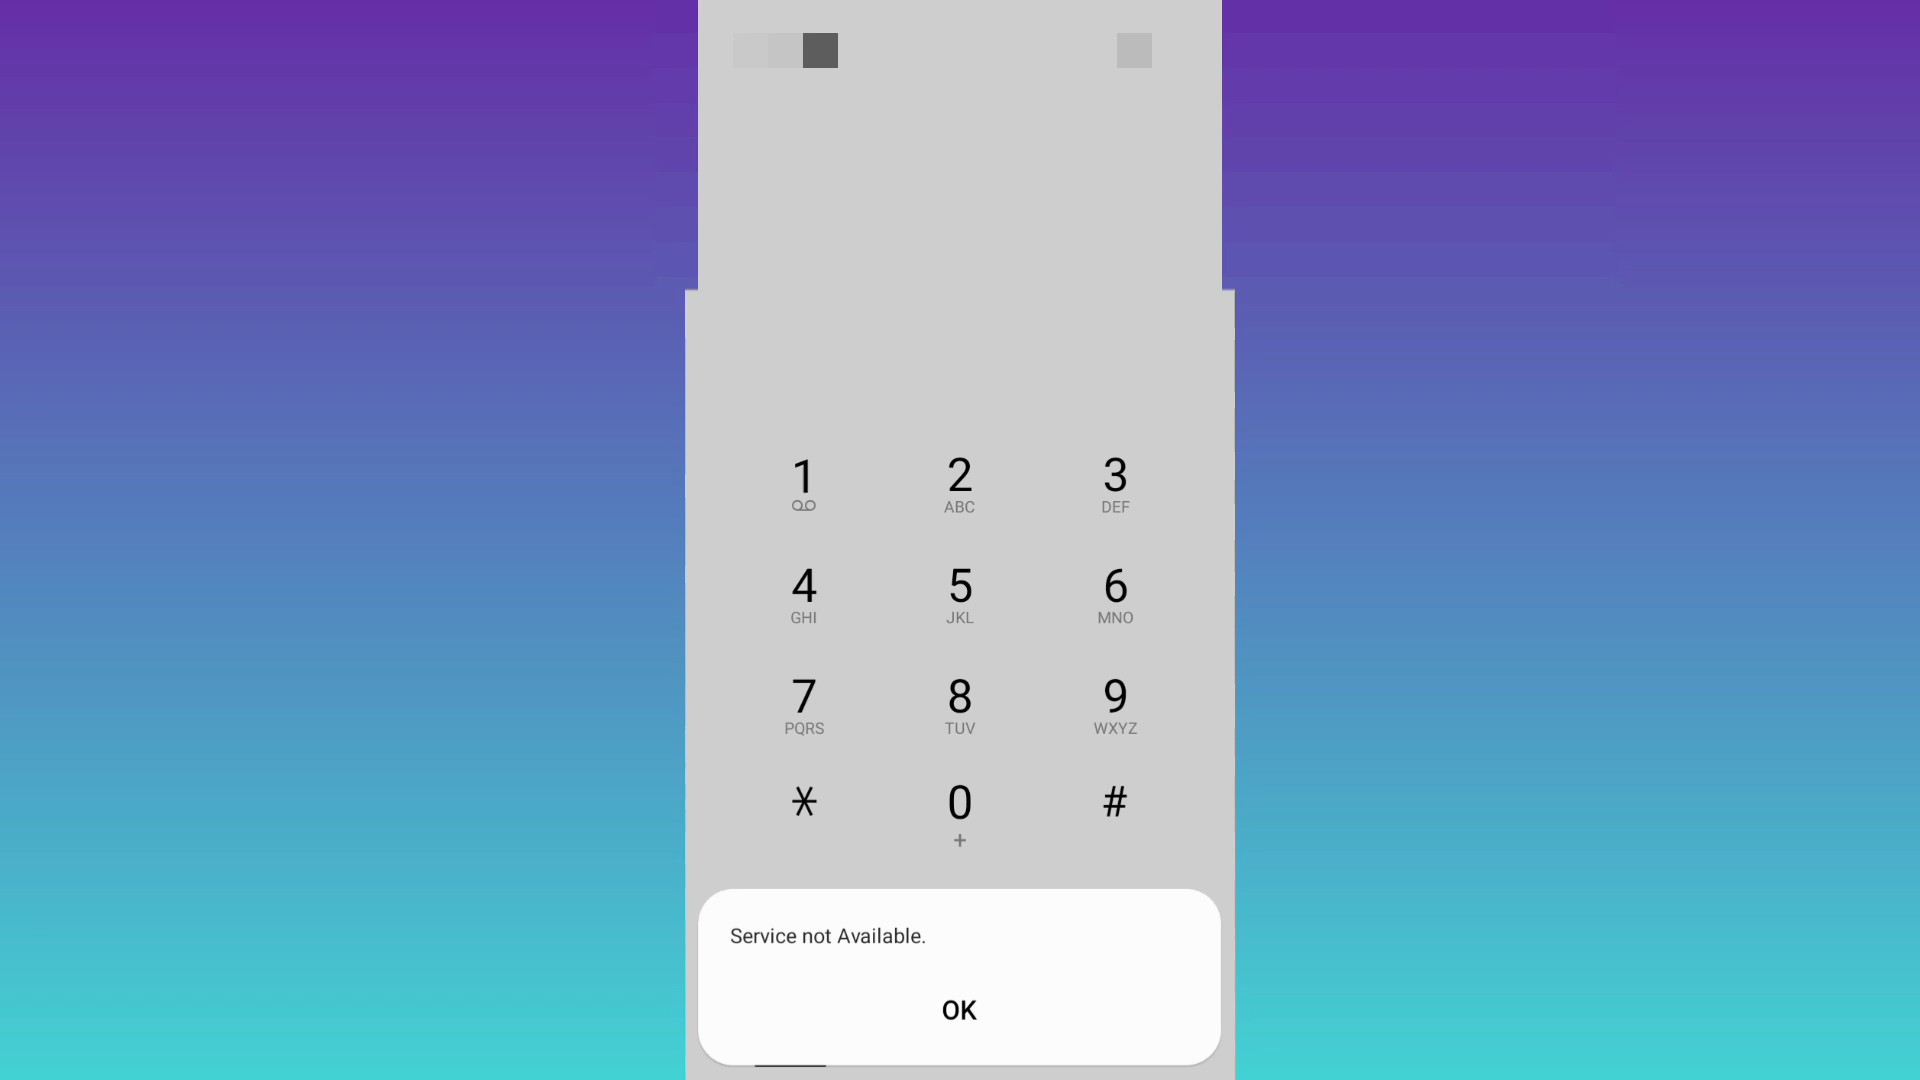 1 2 3
ABC DEF
4 5 6
GHI JKL MNO
7 8 9
PQRS TUV WXYZ
* 0 #
+
Service not Available.
OK